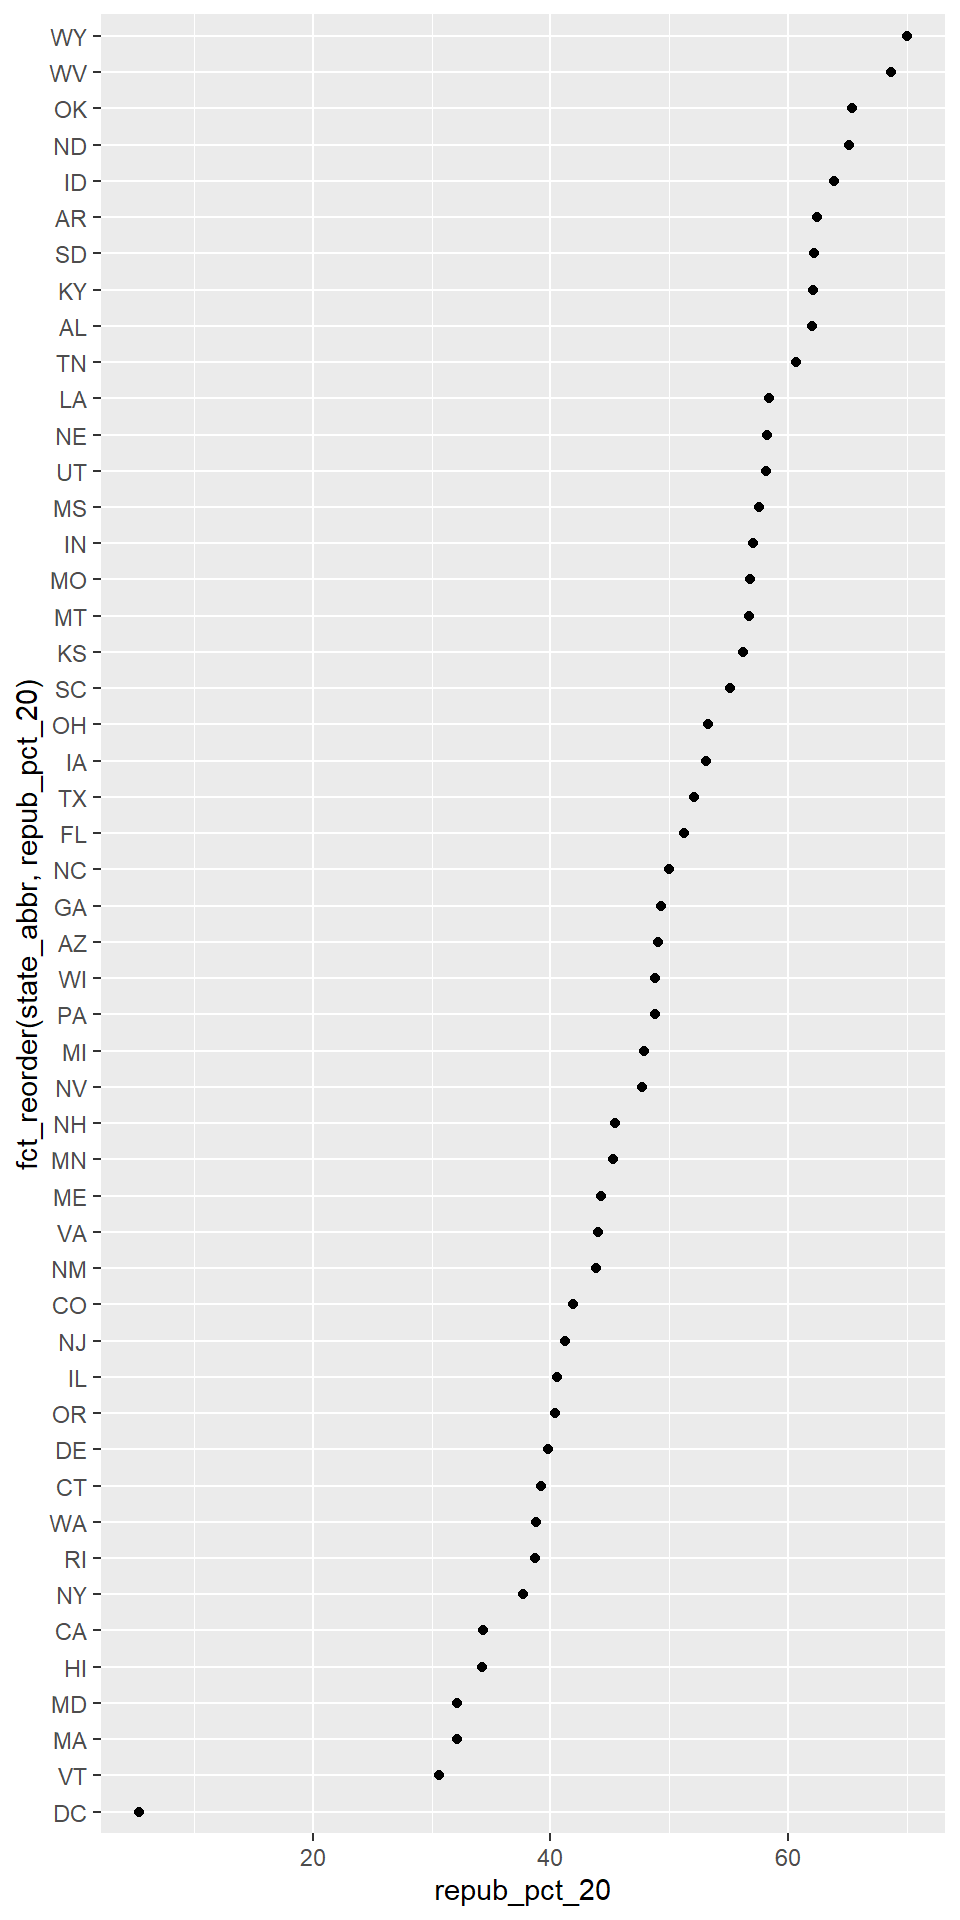 WY
WV
OK
ND
ID
AR
SD
KY
AL
TN
LA
NE
UT
MS
IN
MO
MT
KS
SC
OH
IA
TX
FL
NC
GA
AZ
WI
PA
MI
NV
NH
MN
ME
VA
NM
CO
NJ
IL
OR
DE
CT
WA
RI
NY
CA
HI
MD
MA
VT
DC
fct_reorder(state_abbr, repub_pct_20)
20 40 60
repub_pct_20